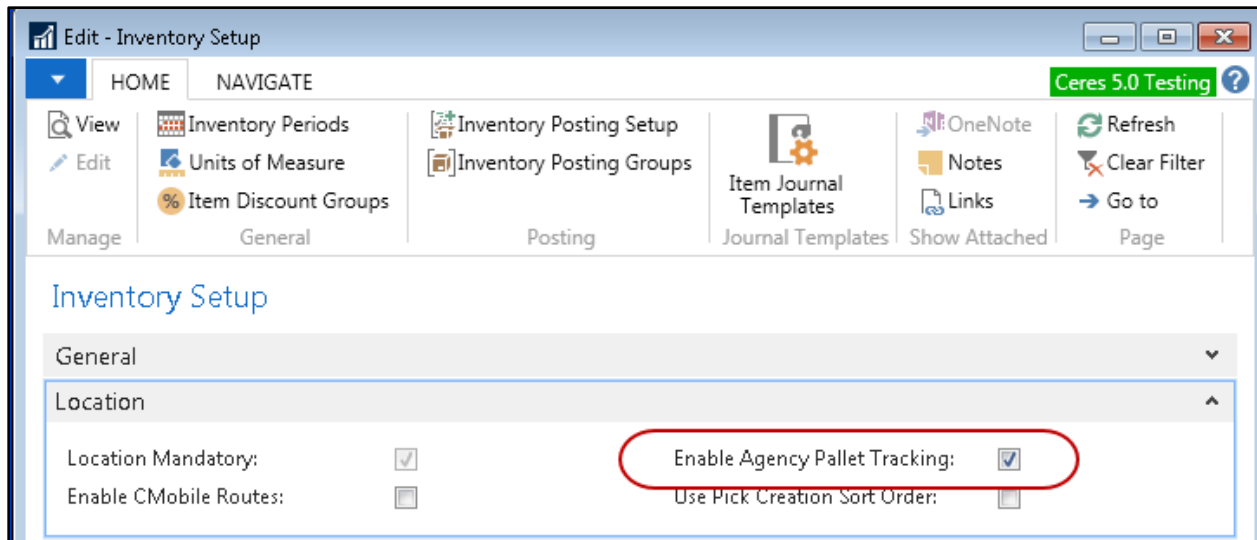 Edit - Inventory Setup
HOME NAVIGATE Ceres 5.0 Testing ?
View Inventory Periods Inventory Posting Setup OneNote Refresh
Edit Units of Measure Inventory Posting Groups Notes Clear Filter
% Item Discount Groups Item Journal Templates Links Go to
Manage General Posting Journal Templates Show Attached Page
Inventory Setup
General
Location
Location Mandatory: Enable Agency Pallet Tracking:
Enable CMobile Routes: Use Pick Creation Sort Order: